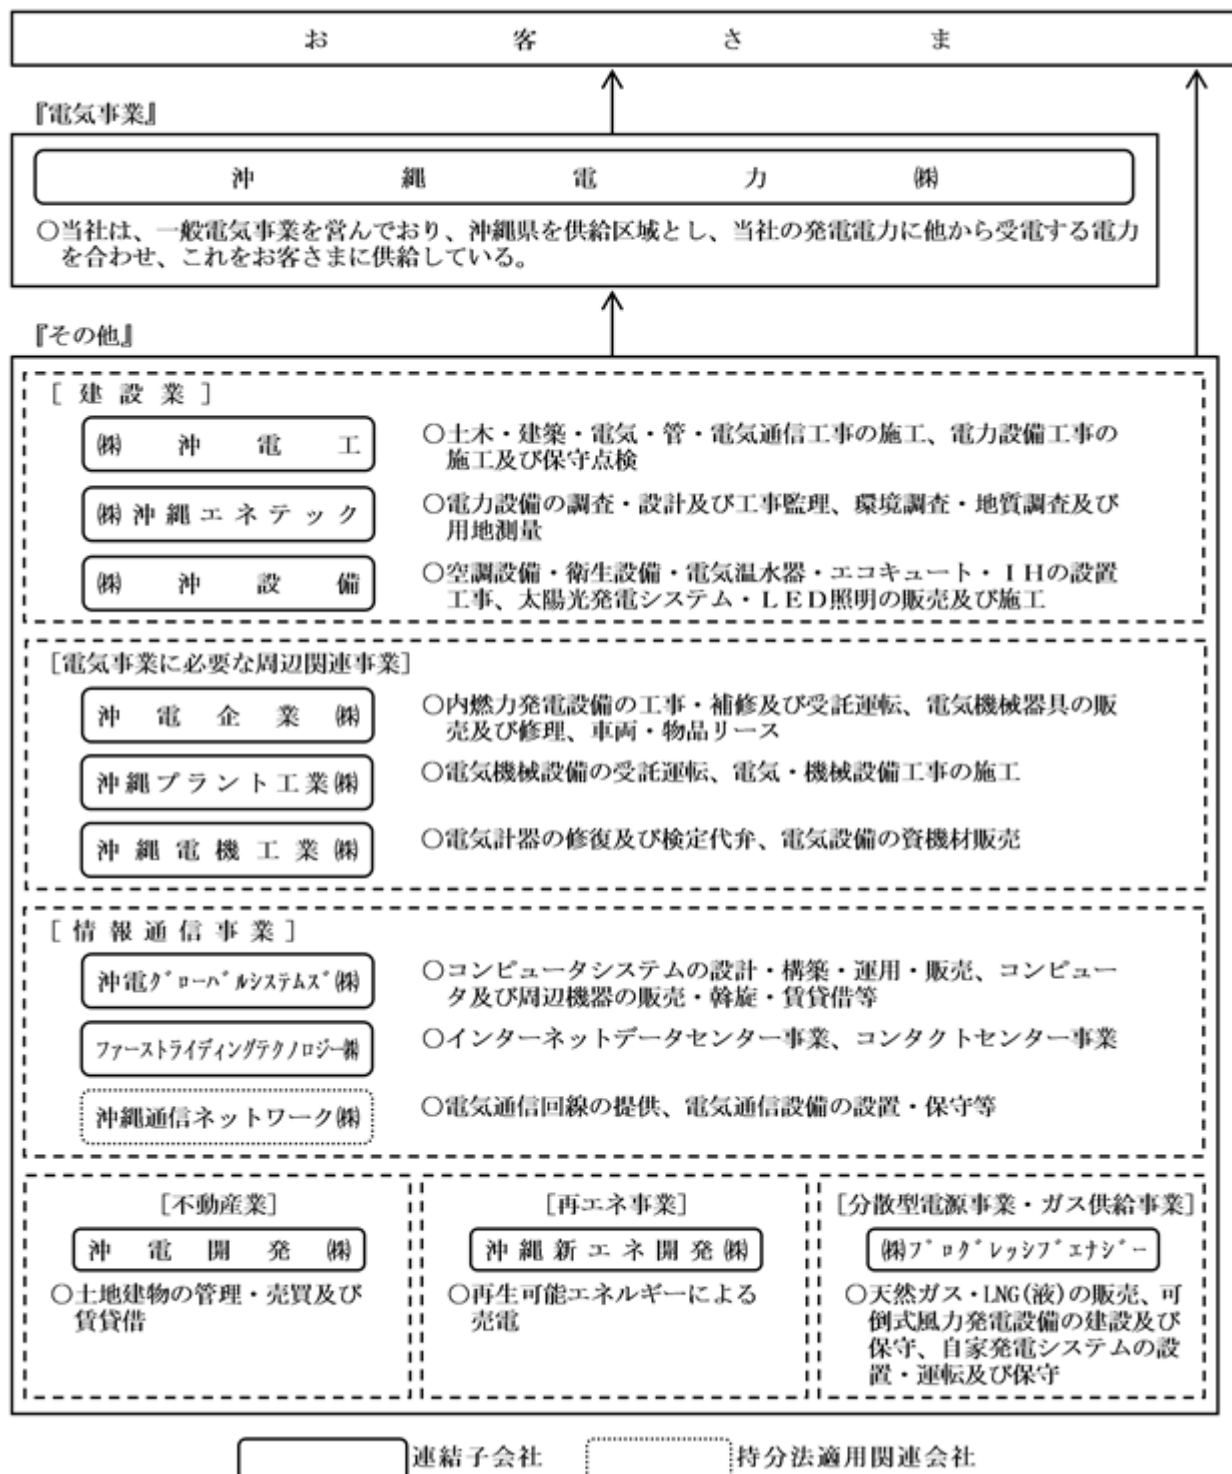 お客さま
『電気事業』
沖縄電力㈱
○当社は、一般電気事業を営んでおり、沖縄県を供給区域とし、当社の発電電力に他から受電する電力
を合わせ、これをお客さまに供給している。
『その他』
[建設業]
㈱沖電工
○土木・建築・電気・管・電気通信工事の施工、電力設備工事の
施工及び保守点検
㈱沖縄エネテック
○電力設備の調査・設計及び工事監理、環境調査・地質調査及び
用地測量
㈱沖設備
○空調設備・衛生設備・電気温水器・エコキュート・ＩＨの設置
工事、太陽光発電システム・ＬＥＤ照明の販売及び施工
[電気事業に必要な周辺関連事業]
沖電企業㈱
○内燃力発電設備の工事・補修及び受託運転、電気機械器具の販
売及び修理、車両・物品リース
沖縄プラント工業㈱
○電気機械設備の受託運転、電気・機械設備工事の施工
沖縄電機工業㈱
○電気計器の修復及び検定代弁、電気設備の資機材販売
[情報通信事業]
沖電ｸﾞﾛｰﾊﾞﾙｼｽﾃﾑｽﾞ㈱
○コンピュータシステムの設計・構築・運用・販売、コンピュー
タ及び周辺機器の販売・斡旋・賃貸借等
ファーストライディングテクノロジー㈱
○インターネットデータセンター事業、コンタクトセンター事業
沖縄通信ネットワーク㈱
○電気通信回線の提供、電気通信設備の設置・保守等
[不動産業]
沖電開発㈱
○土地建物の管理・売買及び
賃貸借
[再エネ事業]
沖縄新エネ開発㈱
○再生可能エネルギーによる
売電
[分散型電源事業・ガス供給事業]
㈱ﾌﾟﾛｸﾞﾚｯｼﾌﾞｴﾅｼﾞｰ
○天然ガス・LNG(液)の販売、可
倒式風力発電設備の建設及び
保守、自家発電システムの設
置・運転及び保守
連結子会社
持分法適用関連会社